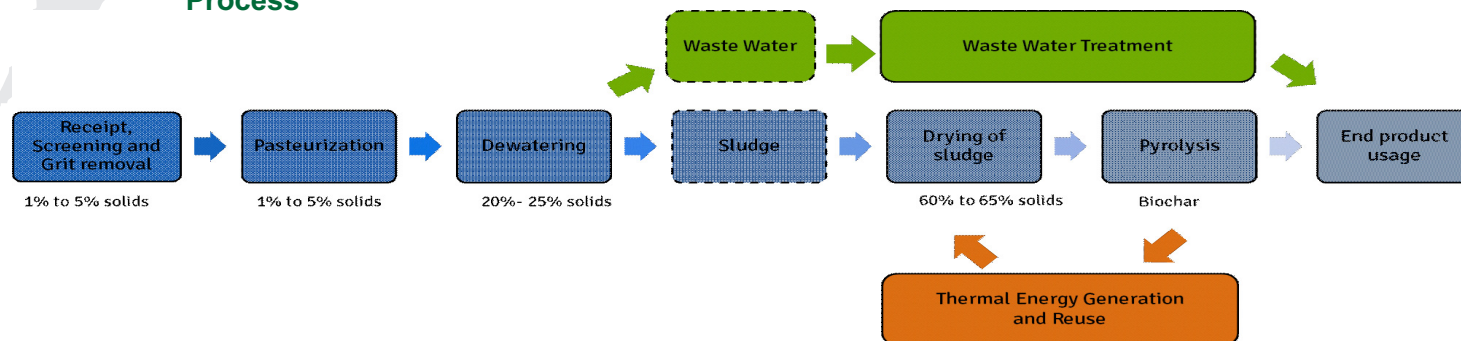 Process
Waste Water
Waste Water Treatment
Receipt,
Screening and
Grit removal
Pasteurization
Dewatering
Sludge
Drying of
sludge
Pyrolysis
End product
usage
1% to 5% solids
1% to 5% solids
20%- 25% solids
60% to 65% solids
Biochar
Thermal Energy Generation
and Reuse